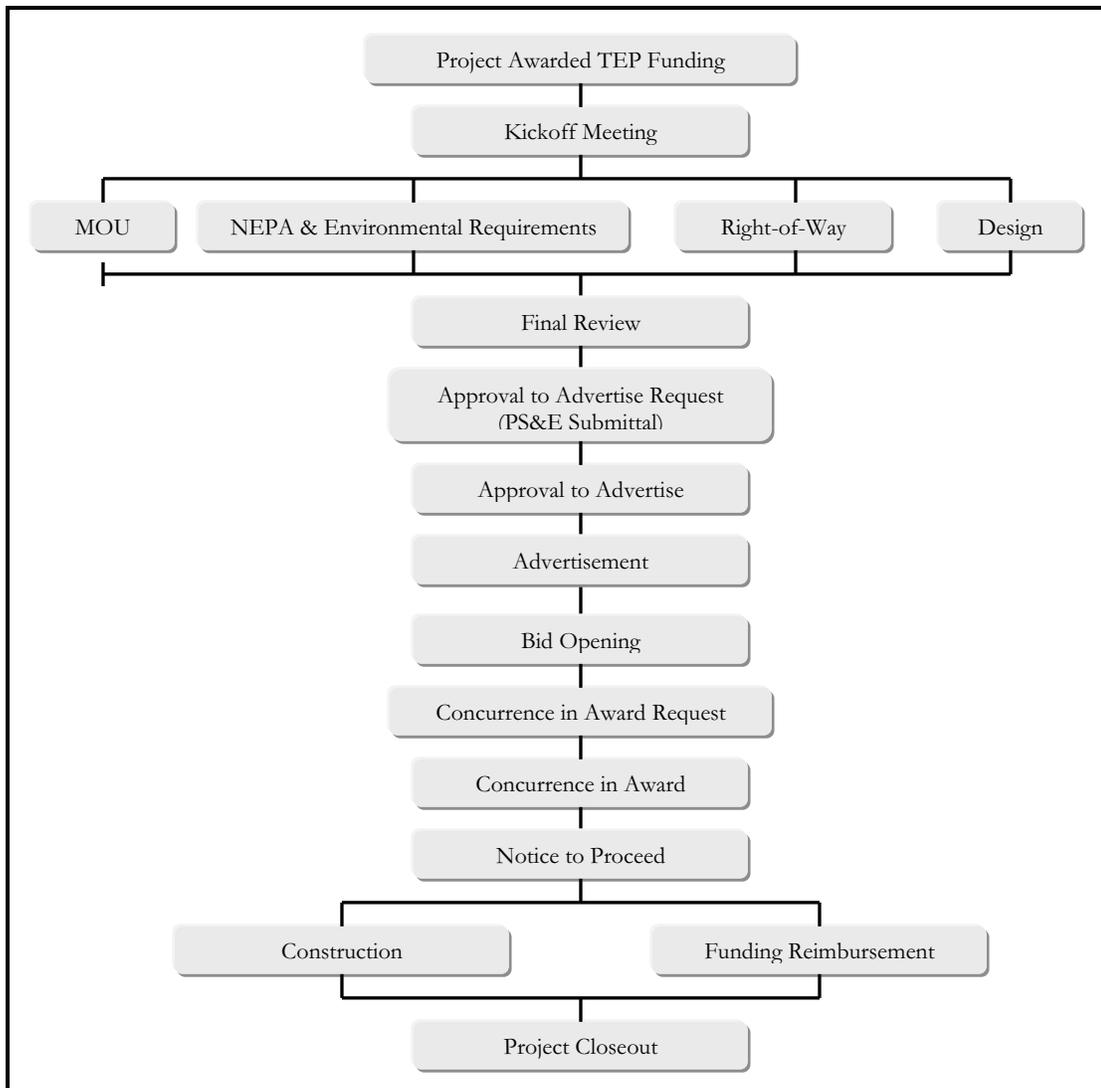 Project Awarded TEP Funding
Kickoff Meeting
MOU
NEPA & Environmental Requirements
Right-of-Way
Design
Final Review
Approval to Advertise Request
(PS&E Submittal)
Approval to Advertise
Advertisement
Bid Opening
Concurrence in Award Request
Concurrence in Award
Notice to Proceed
Construction
Funding Reimbursement
Project Closeout